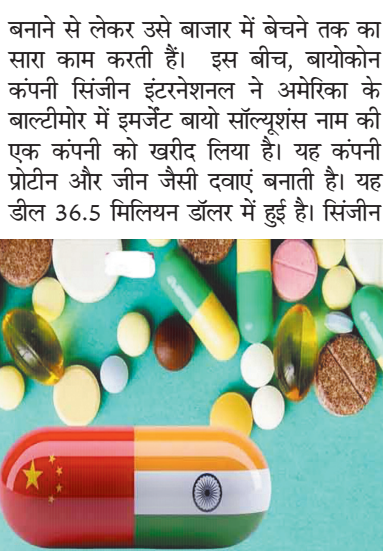 बनाने से लेकर उसे बाजार में बेचने तक का
सारा काम करती हैं। इस बीच, बायोकोन
कंपनी सिंजीन इंटरनेशनल ने अमेरिका के
बाल्टीमोर में इमर्जेंट बायो सॉल्यूशंस नाम की
एक कंपनी को खरीद लिया है। यह कंपनी
प्रोटीन और जीन जैसी दवाएं बनाती है। यह
डील 36.5 मिलियन डॉलर में हुई है। सिंजीन